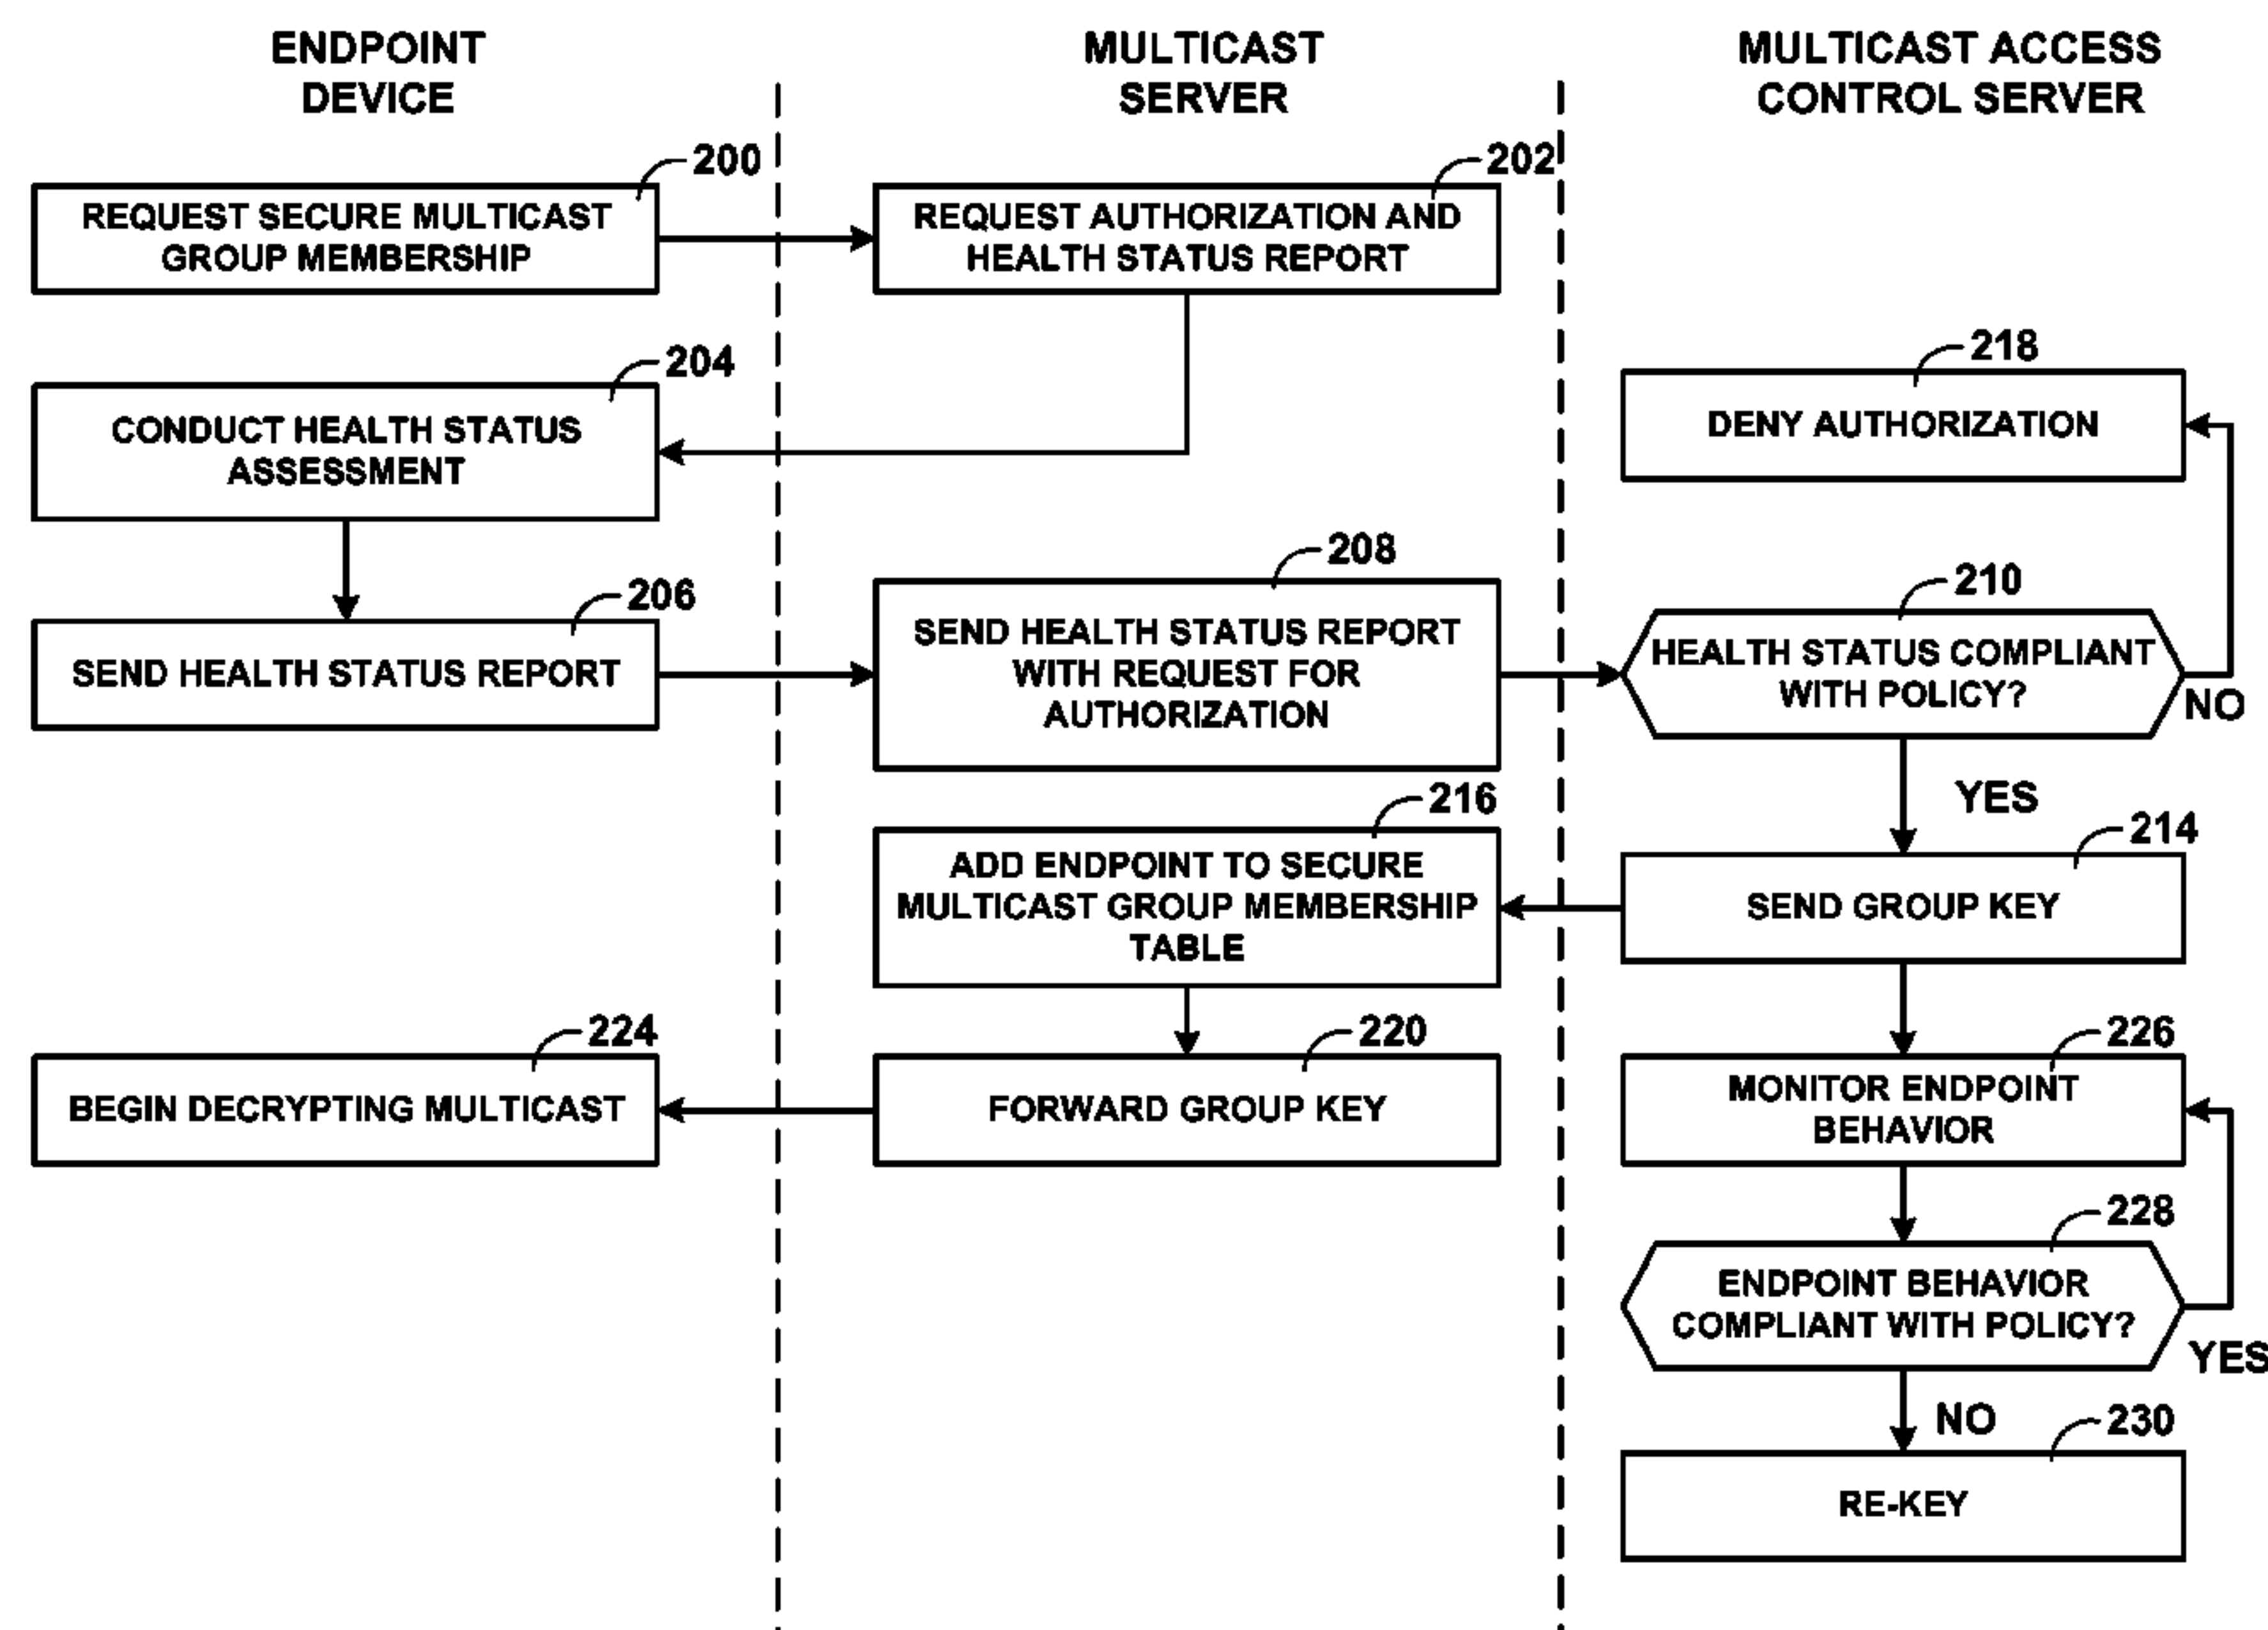 ENDPOINT
DEVICE
MULTICAST
SERVER
MULTICAST ACCESS
CONTROL SERVER
200
REQUEST SECURE MULTICAST
GROUP MEMBERSHIP
202
REQUEST AUTHORIZATION AND
HEALTH STATUS REPORT
204
CONDUCT HEALTH STATUS
ASSESSMENT
218
DENY AUTHORIZATION
206
SEND HEALTH STATUS REPORT
208
SEND HEALTH STATUS REPORT
WITH REQUEST FOR
AUTHORIZATION
210
HEALTH STATUS COMPLIANT
WITH POLICY?
NO
YES
216
ADD ENDPOINT TO SECURE
MULTICAST GROUP MEMBERSHIP
TABLE
214
SEND GROUP KEY
224
BEGIN DECRYPTING MULTICAST
220
FORWARD GROUP KEY
226
MONITOR ENDPOINT
BEHAVIOR
228
ENDPOINT BEHAVIOR
COMPLIANT WITH POLICY?
YES
NO
230
RE-KEY